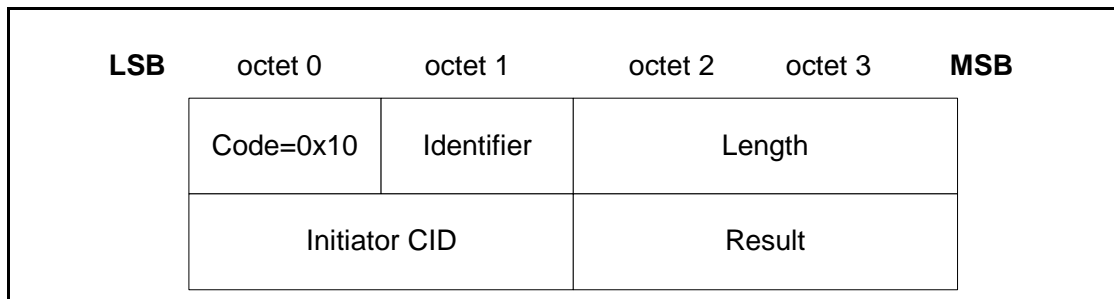 LSB octet 0 octet 1 octet 2 octet 3 MSB
Code=0x10 Identifier Length
Initiator CID Result